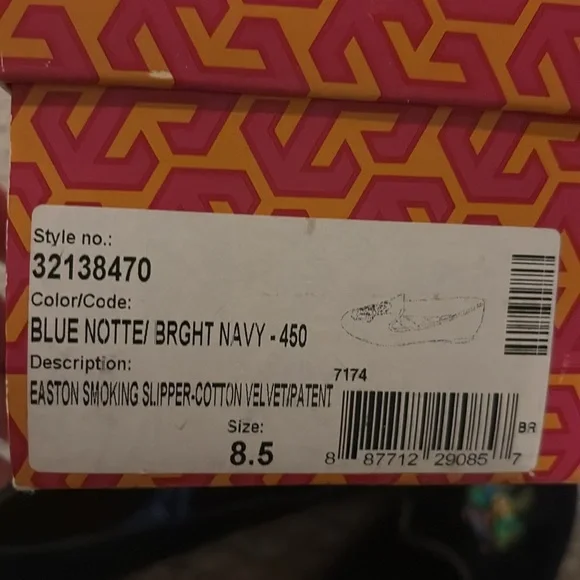 Style no.:
32138470
Color/Code:
BLUE NOTTE/ BRGHT NAVY - 450
Description:
EASTON SMOKING SLIPPER-COTTON VELVET/PATENT
7174
Size:
8.5
BR
8 87712 29085 7